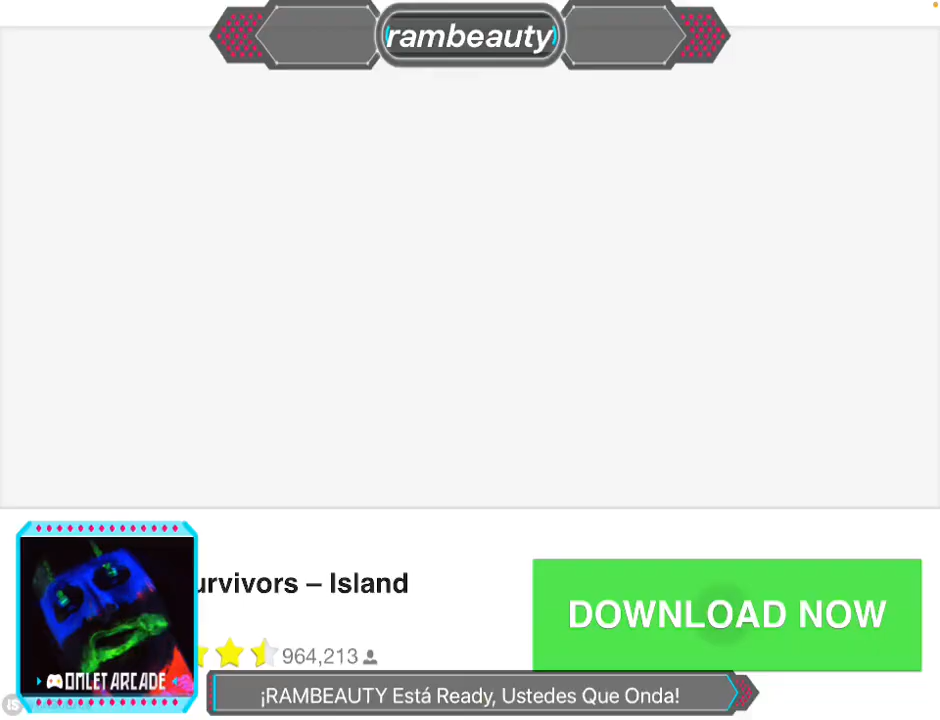 rambeauty
urvivors – Island
DOWNLOAD NOW
964,213
OMLET ARCADE
¡RAMBEAUTY Está Ready, Ustedes Que Onda!